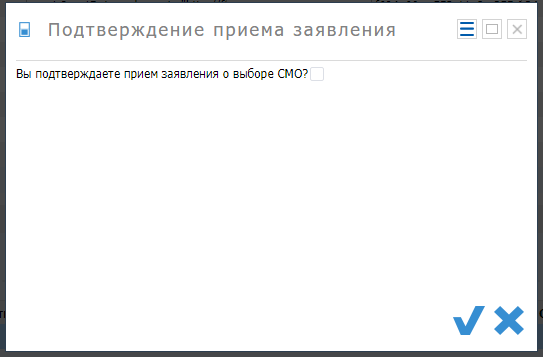 Подтверждение приема заявления
Вы подтверждаете прием заявления о выборе СМО?